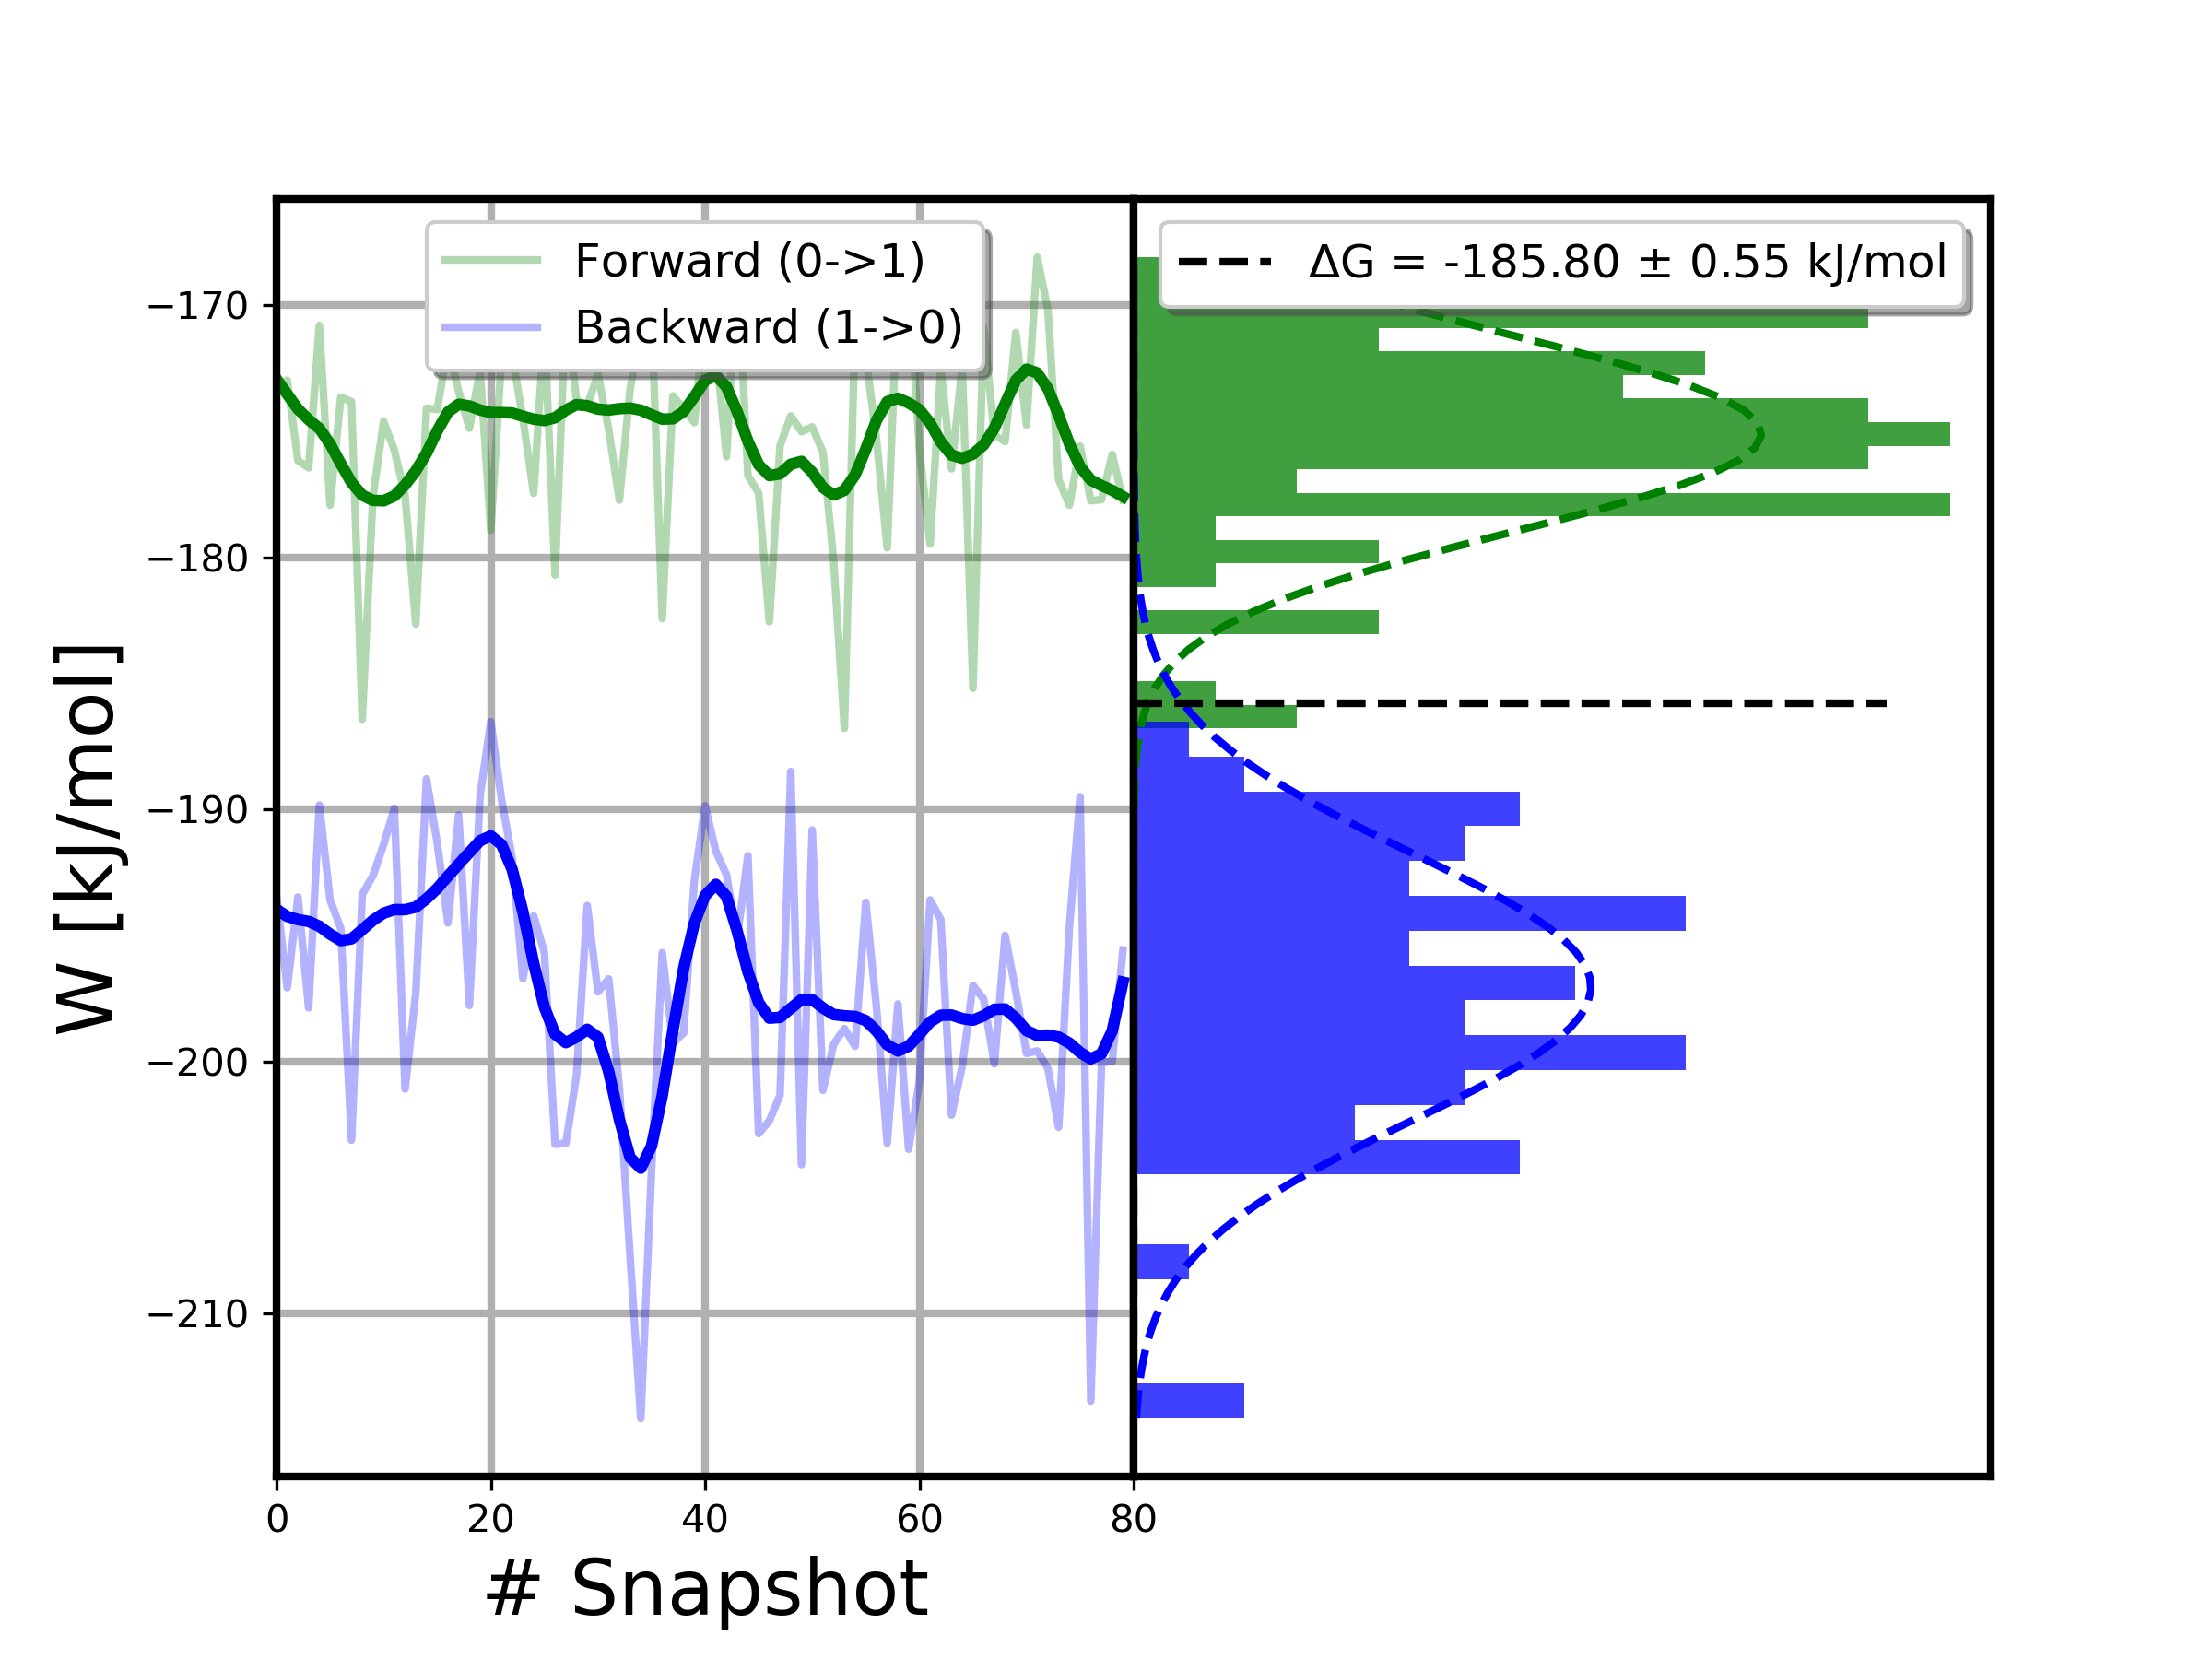 Forward (0->1)
Backward (1->0)
ΔG = -185.80 ± 0.55 kJ/mol
−170
−180
−190
−200
−210
W [kJ/mol]
0 20 40 60 80
# Snapshot